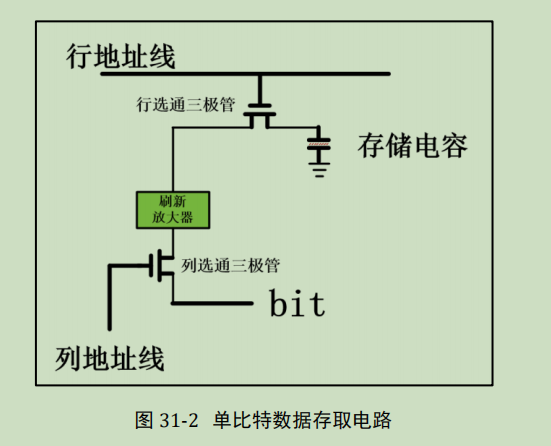 行地址线
行选通三极管
存储电容
刷新
放大器
列选通三极管
bit
列地址线
图 31-2 单比特数据存取电路